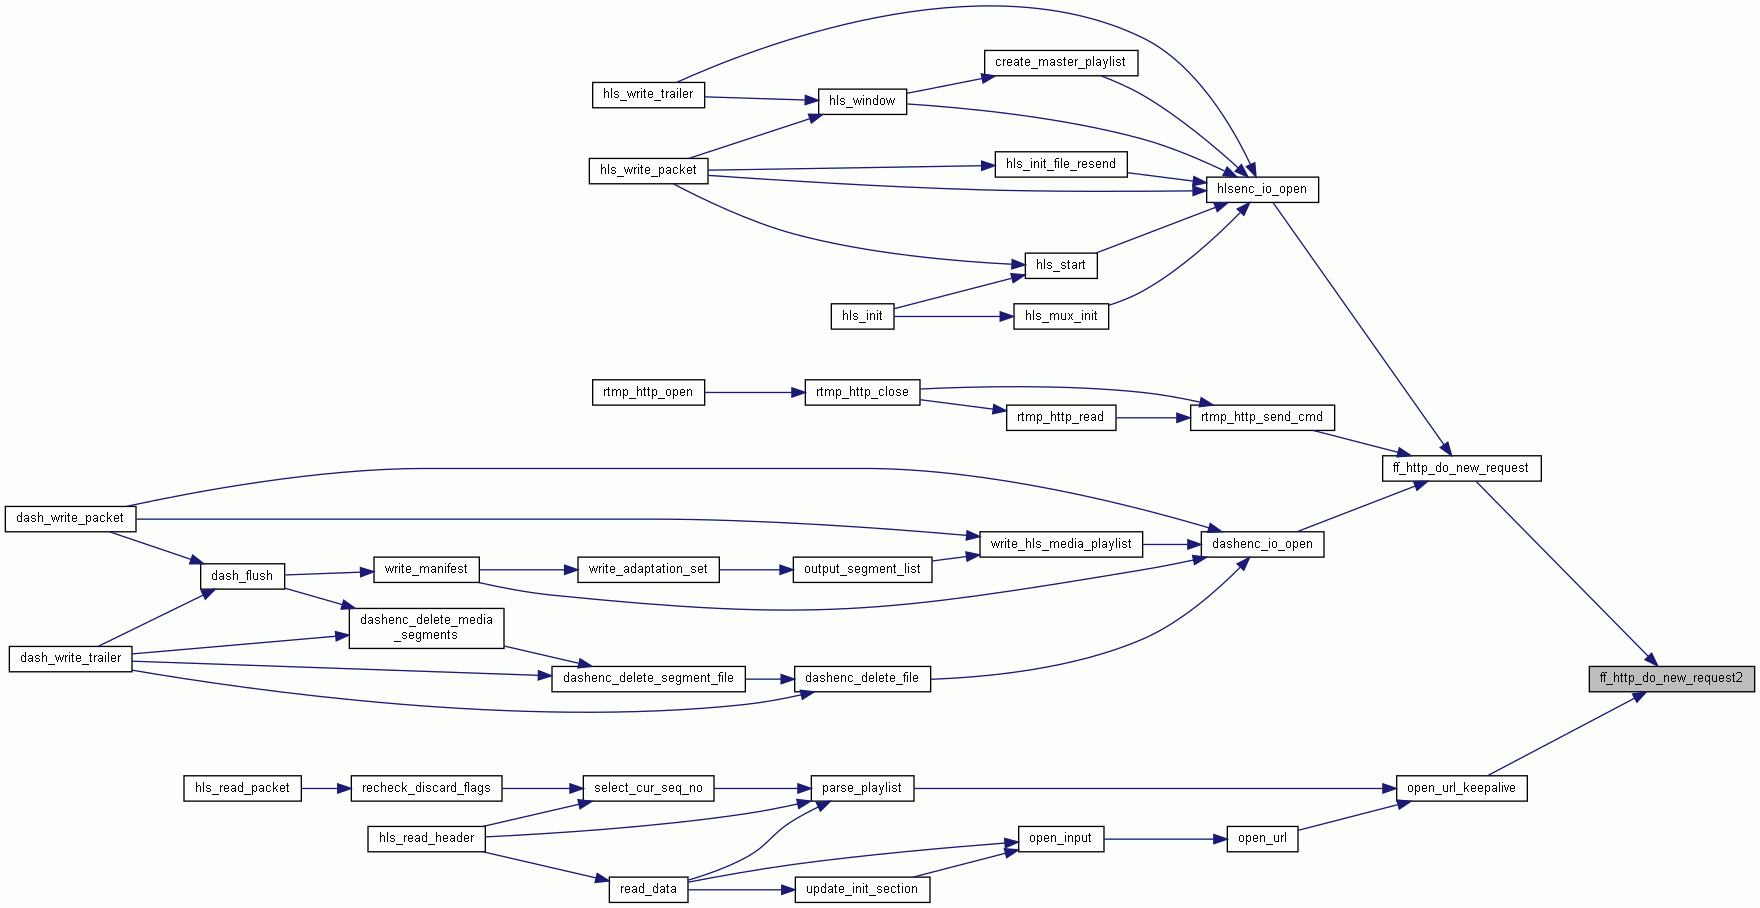 create_master_playlist
hls_write_trailer
hls_window
hls_init_file_resend
hls_write_packet
hlsenc_io_open
hls_start
hls_init
hls_mux_init
rtmp_http_open
rtmp_http_close
rtmp_http_read
rtmp_http_send_cmd
ff_http_do_new_request
dash_write_packet
write_hls_media_playlist
dashenc_io_open
dash_flush
write_manifest
write_adaptation_set
output_segment_list
dashenc_delete_media
_segments
dash_write_trailer
dashenc_delete_segment_file
dashenc_delete_file
ff_http_do_new_request2
hls_read_packet
recheck_discard_flags
select_cur_seq_no
parse_playlist
open_url_keepalive
hls_read_header
open_input
open_url
read_data
update_init_section